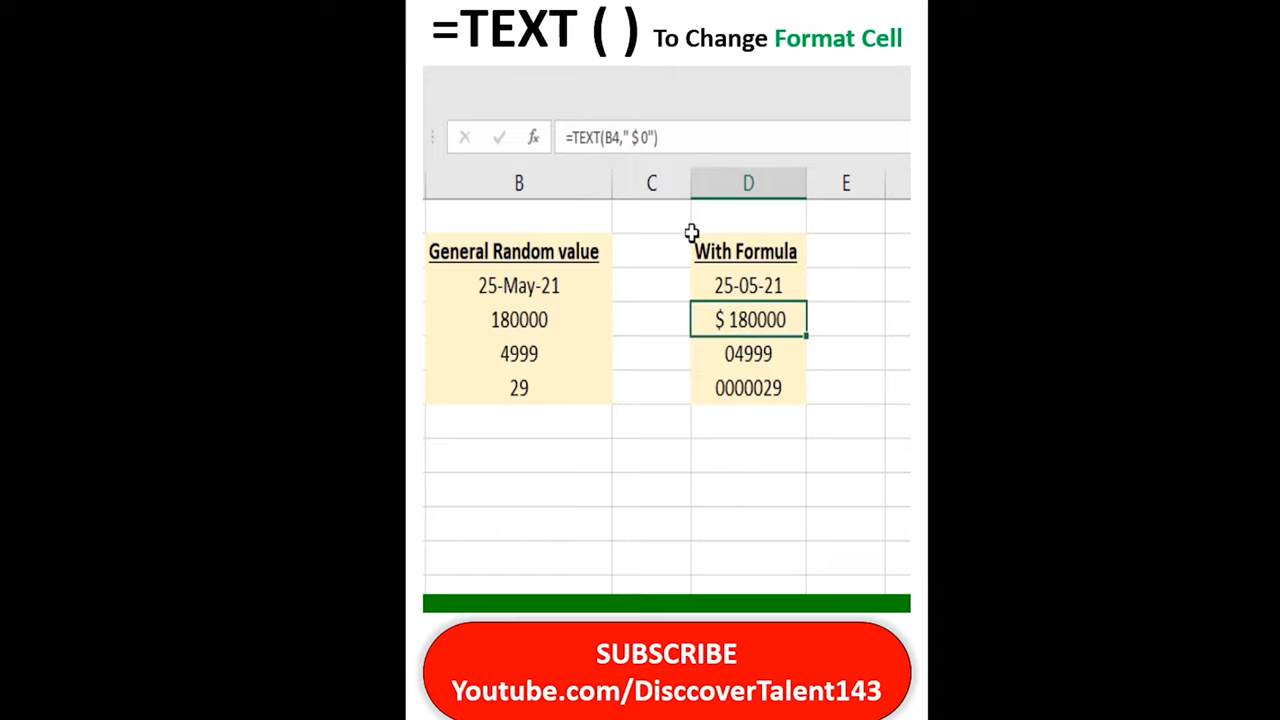 =TEXT ( ) To Change Format Cell
fx =TEXT(B4," $ 0")
B C D E
General Random value With Formula
25-May-21 25-05-21
180000 $ 180000
4999 04999
29 0000029
SUBSCRIBE
Youtube.com/DisccoverTalent143